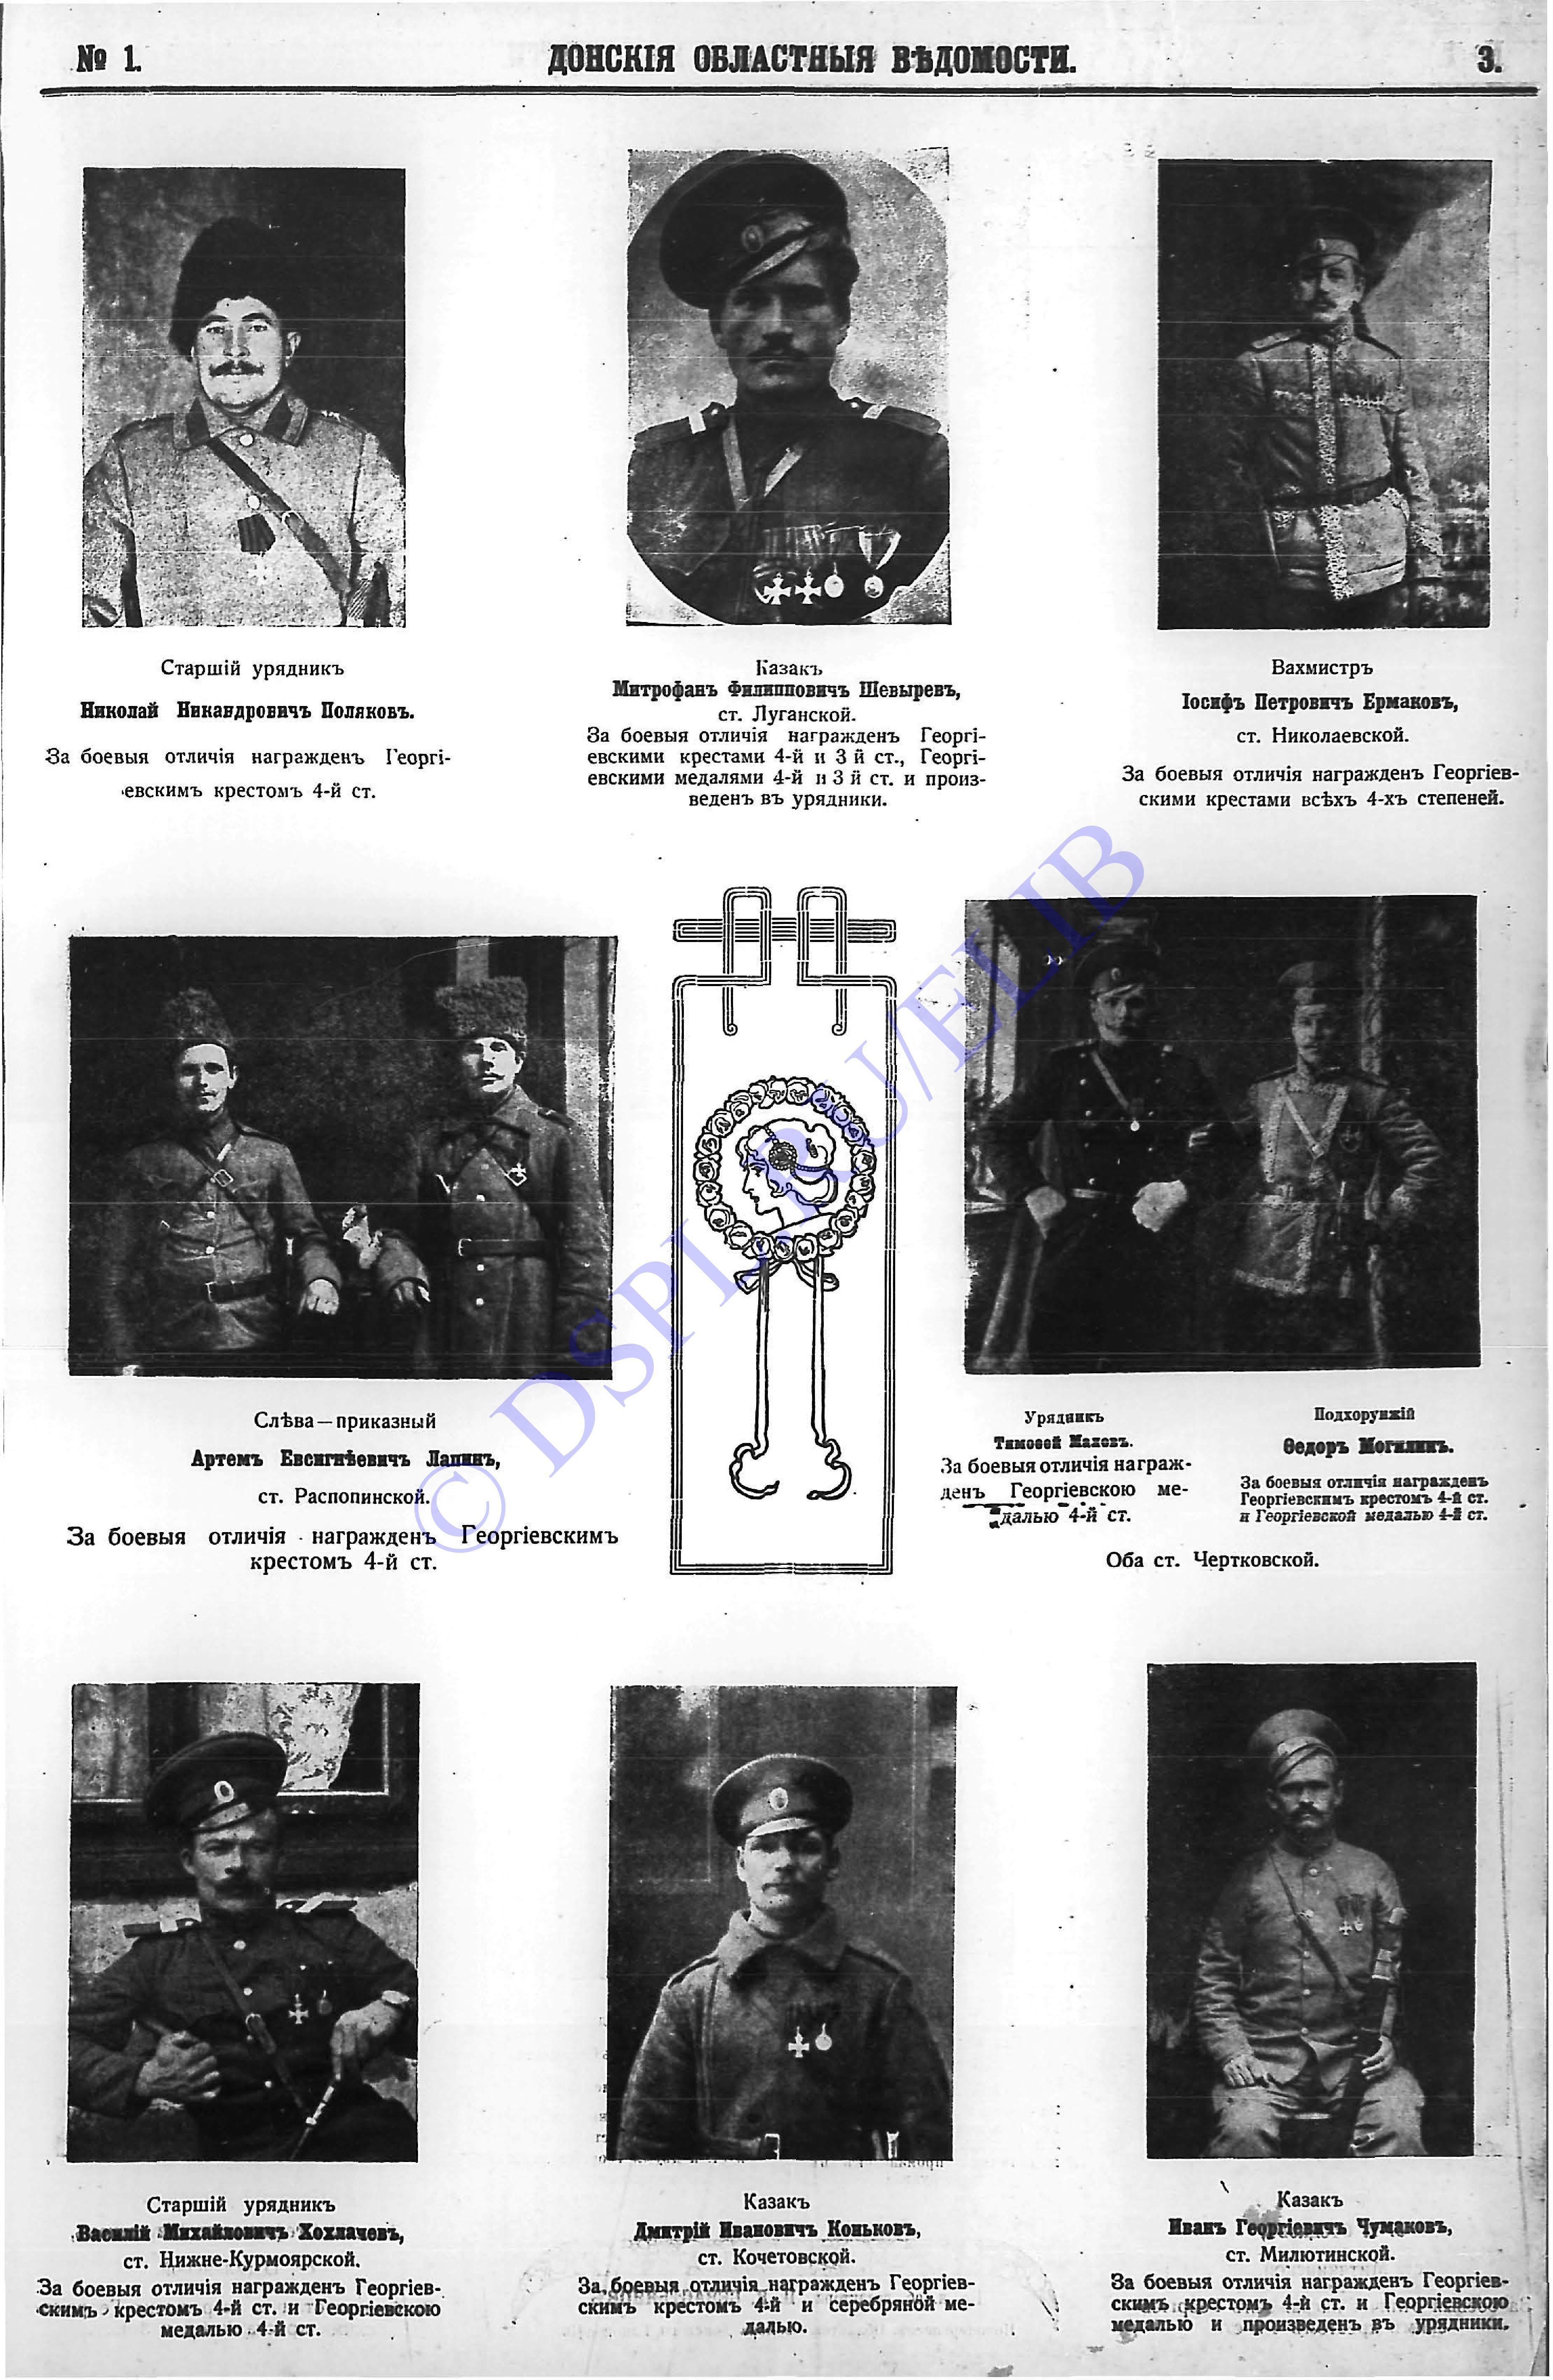 № 1.
ДОНСКІЯ ОБЛАСТНЫЯ ВѢДОМОСТИ.
3.
Старшій урядникъ
Николай Никандровичъ Поляковъ.
За боевыя отличія награжденъ Георгі-
евскимъ крестомъ 4-й ст.
Казакъ
Митрофанъ Филипповичъ Шевыревъ,
ст. Луганской.
За боевыя отличія награжденъ Георгі-
евскими крестами 4-й и 3 й ст., Георгі-
евскими медалями 4-й и 3 й ст. и произ-
веденъ въ урядники.
Вахмистръ
Іосифъ Петровичъ Ермаковъ,
ст. Николаевской.
За боевыя отличія награжденъ Георгіев-
скими крестами всѣхъ 4-хъ степеней.
Слѣва—приказный
Артемъ Евсигнѣевичъ Лапинъ,
ст. Распопинской.
За боевыя отличія награжденъ Георгіевскимъ
крестомъ 4-й ст.
Урядникъ
Тимоѳей
За боевыя отличія награж-
денъ Георгіевскою ме-
далью 4-й ст.
Подхорунжій
Ѳедоръ Могилинъ.
За боевыя отличія награжденъ
Георгіевскимъ крестомъ 4-й ст.
и Георгіевской медалью 4-й ст.
Оба ст. Чертковской.
© DSPL.RU/ELIB
Старшій урядникъ
Василій Михайловичъ Хохлачевъ,
ст. Нижне-Курмоярской.
За боевыя отличія награжденъ Георгіев-
скимъ крестомъ 4-й ст. и Георгіевскою
медалью 4-й ст.
Казакъ
Дмитрій Ивановичъ Коньковъ,
ст. Кочетовской.
За боевыя отличія награжденъ Георгіев-
скимъ крестомъ 4-й и серебряной ме-
далью.
Казакъ
Иванъ Георгіевичъ Чумаковъ,
ст. Милютинской.
За боевыя отличія награжденъ Георгіев-
скимъ крестомъ 4-й ст. и Георгіевскою
медалью и произведенъ въ урядники.